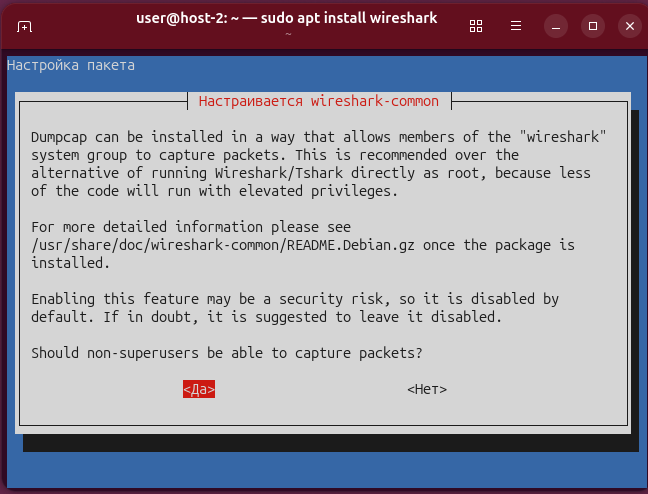 user@host-2: ~ — sudo apt install wireshark
~
Настройка пакета
Настраивается wireshark-common
Dumpcap can be installed in a way that allows members of the "wireshark"
system group to capture packets. This is recommended over the
alternative of running Wireshark/Tshark directly as root, because less
of the code will run with elevated privileges.
For more detailed information please see
/usr/share/doc/wireshark-common/README.Debian.gz once the package is
installed.
Enabling this feature may be a security risk, so it is disabled by
default. If in doubt, it is suggested to leave it disabled.
Should non-superusers be able to capture packets?
<Да> <Нет>